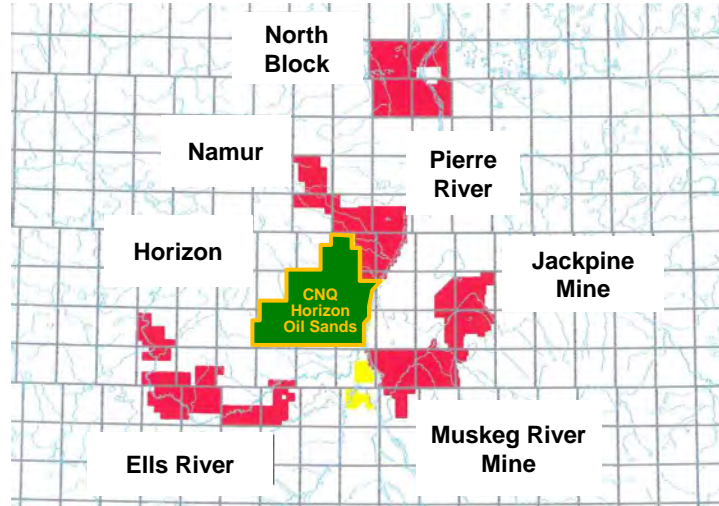 North
Block
Namur
Pierre
River
Horizon
Jackpine
Mine
CNQ
Horizon
Oil Sands
Muskeg River
Mine
Ells River